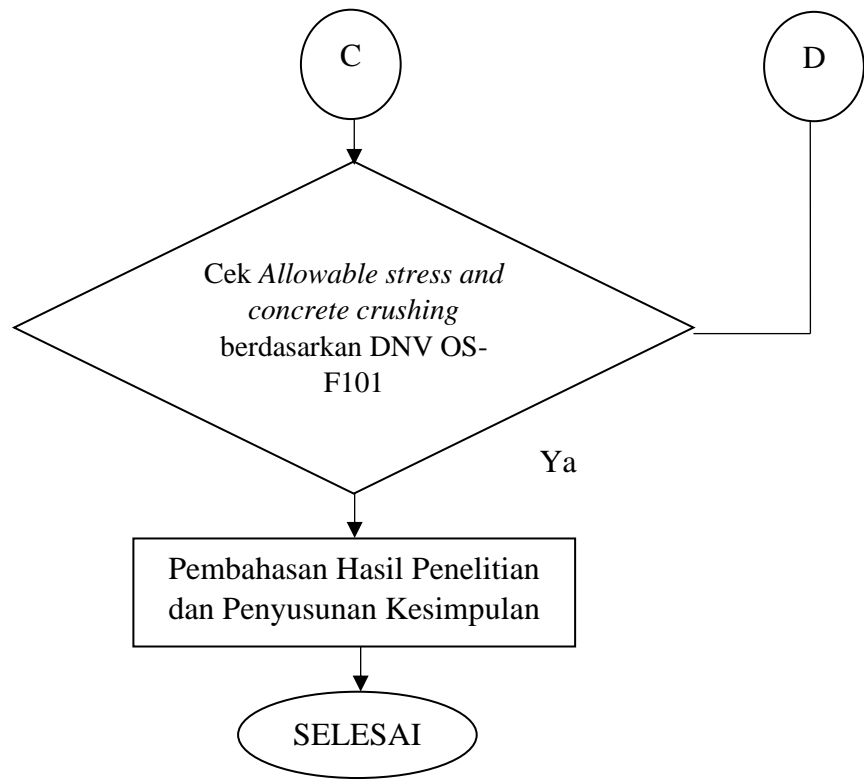 C
D
Cek Allowable stress and
concrete crushing
berdasarkan DNV OS-
F101
Ya
Pembahasan Hasil Penelitian
dan Penyusunan Kesimpulan
SELESAI